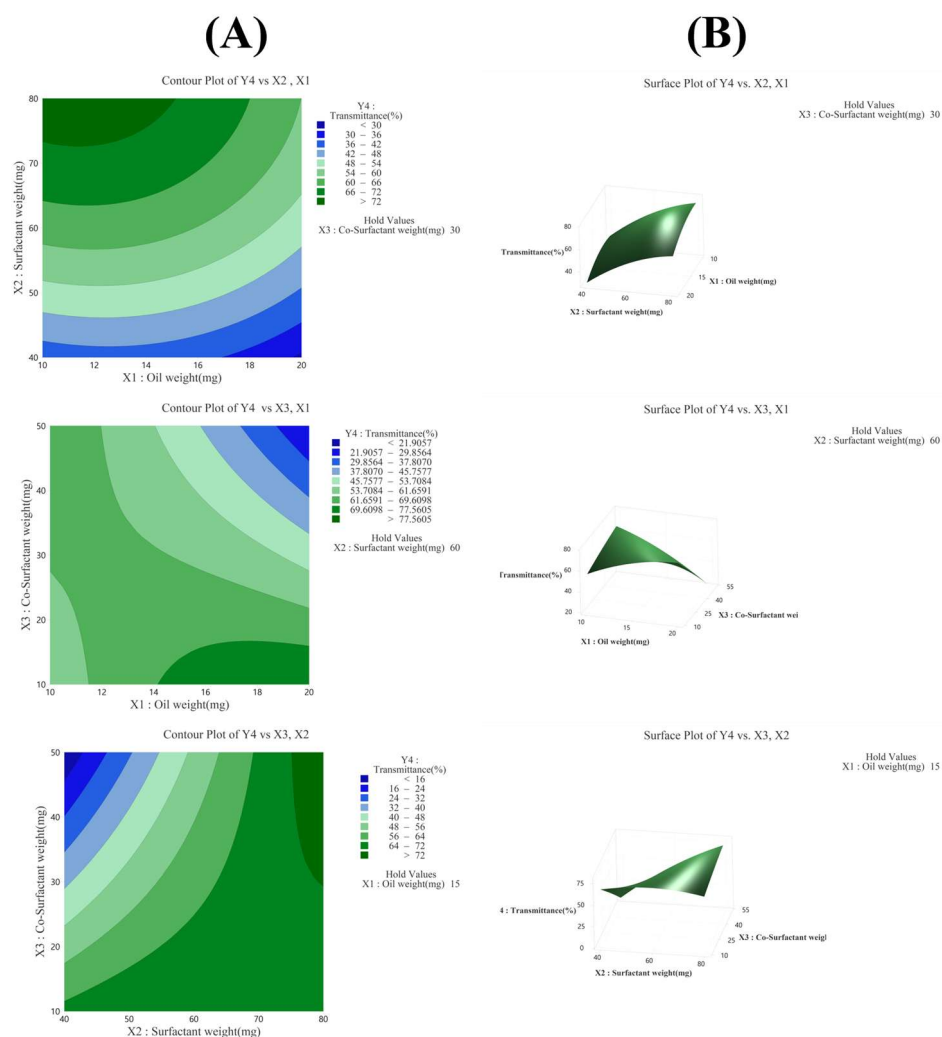 (A)
(B)
Contour Plot of Y4 vs X2 , X1
80
70
60
50
40
10
12
14
16
18
20
X2 : Surfactant weight(mg)
X1 : Oil weight(mg)
Y4 :
Transmittance(%)
< 30
30 – 36
36 – 42
42 – 48
48 – 54
54 – 60
60 – 66
66 – 72
> 72
Hold Values
X3 : Co-Surfactant weight(mg) 30
Surface Plot of Y4 vs. X2, X1
Hold Values
X3 : Co-Surfactant weight(mg) 30
80
60
40
Transmittance(%)
40
60
80
X2 : Surfactant weight(mg)
10
15
20
X1 : Oil weight(mg)
Contour Plot of Y4 vs X3, X1
50
40
30
20
10
10
12
14
16
18
20
X3 : Co-Surfactant weight(mg)
X1 : Oil weight(mg)
Y4 : Transmittance(%)
< 21.9057
21.9057 – 29.8564
29.8564 – 37.8070
37.8070 – 45.7577
45.7577 – 53.7084
53.7084 – 61.6591
61.6591 – 69.6098
69.6098 – 77.5605
> 77.5605
Hold Values
X2 : Surfactant weight(mg) 60
Surface Plot of Y4 vs. X3, X1
Hold Values
X2 : Surfactant weight(mg) 60
80
60
40
20
Transmittance(%)
10
15
20
X1 : Oil weight(mg)
55
40
25
10
X3 : Co-Surfactant wei
Contour Plot of Y4 vs X3, X2
50
40
30
20
10
40
50
60
70
80
X3 : Co-Surfactant weight(mg)
X2 : Surfactant weight(mg)
Y4 :
Transmittance(%)
< 16
16 – 24
24 – 32
32 – 40
40 – 48
48 – 56
56 – 64
64 – 72
> 72
Hold Values
X1 : Oil weight(mg) 15
Surface Plot of Y4 vs. X3, X2
Hold Values
X1 : Oil weight(mg) 15
75
50
25
0
4 : Transmittance(%)
40
60
80
X2 : Surfactant weight(mg)
55
40
25
10
X3 : Co-Surfactant weig